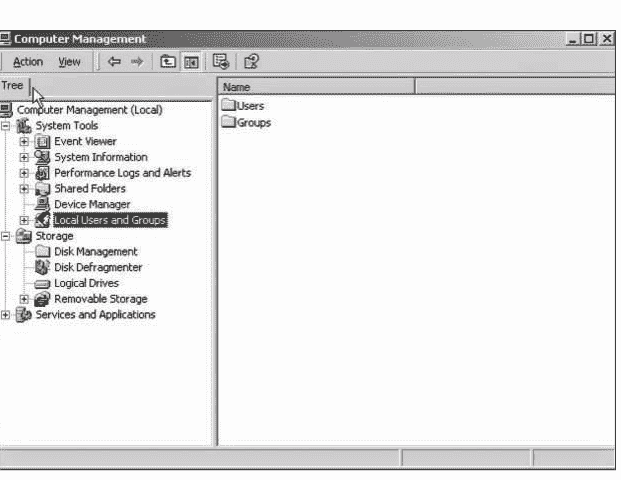 Computer Management
Action View
Tree
Name
Computer Management (Local)
System Tools
Event Viewer
System Information
Performance Logs and Alerts
Shared Folders
Device Manager
Local Users and Groups
Storage
Disk Management
Disk Defragmenter
Logical Drives
Removable Storage
Services and Applications
Users
Groups